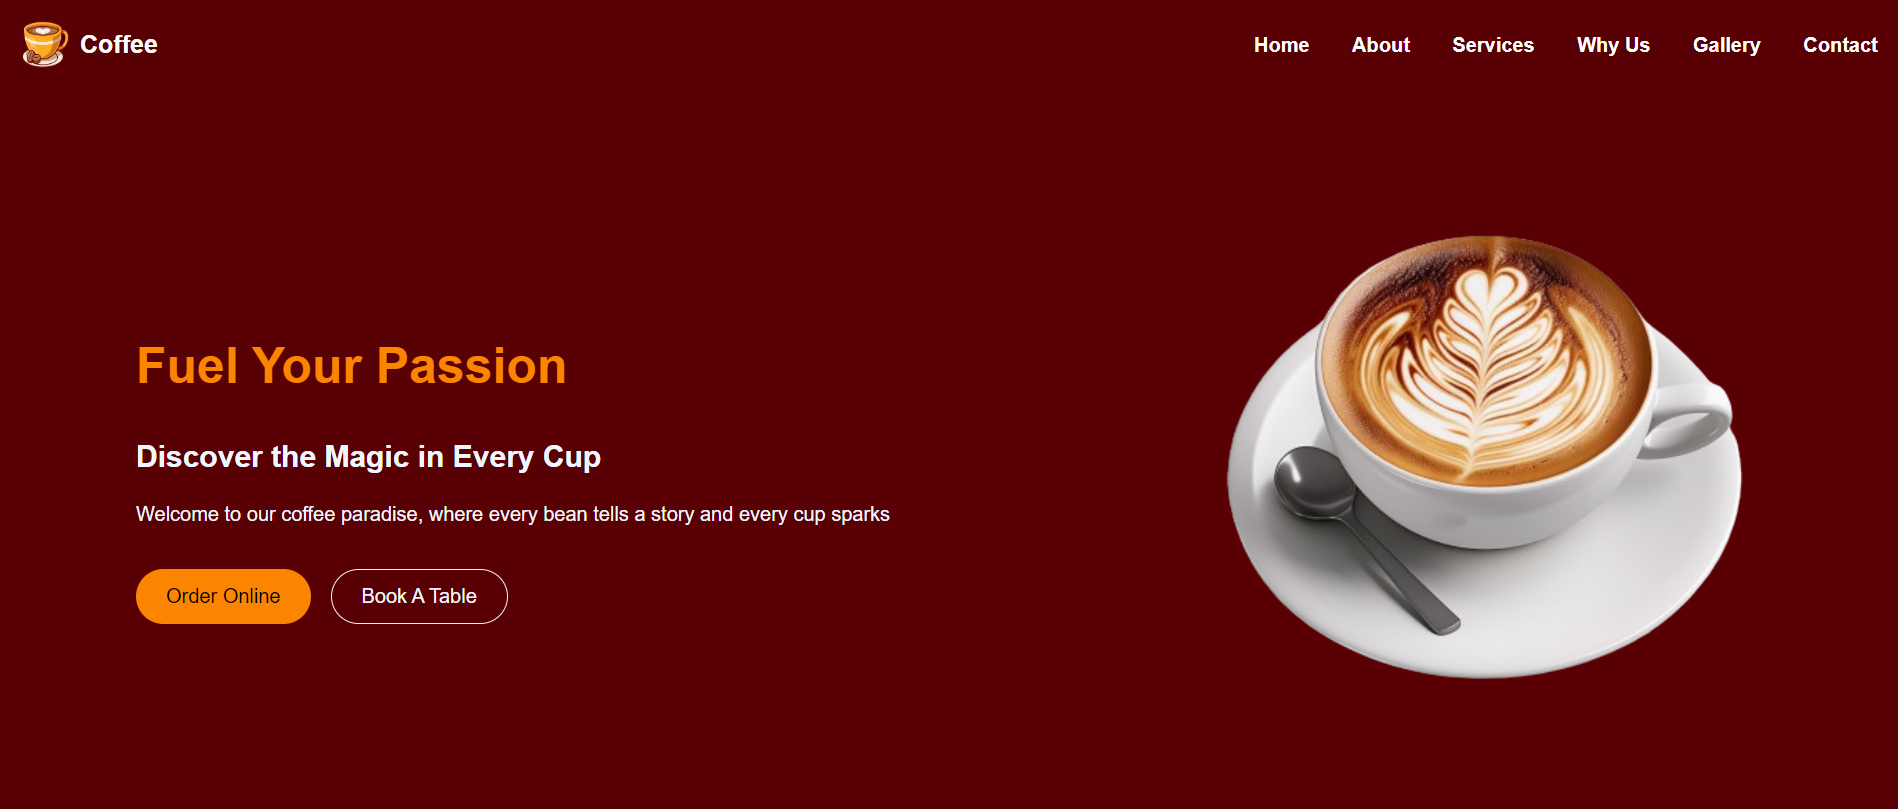 Coffee
Home About Services Why Us Gallery Contact
Fuel Your Passion
Discover the Magic in Every Cup
Welcome to our coffee paradise, where every bean tells a story and every cup sparks
Order Online Book A Table